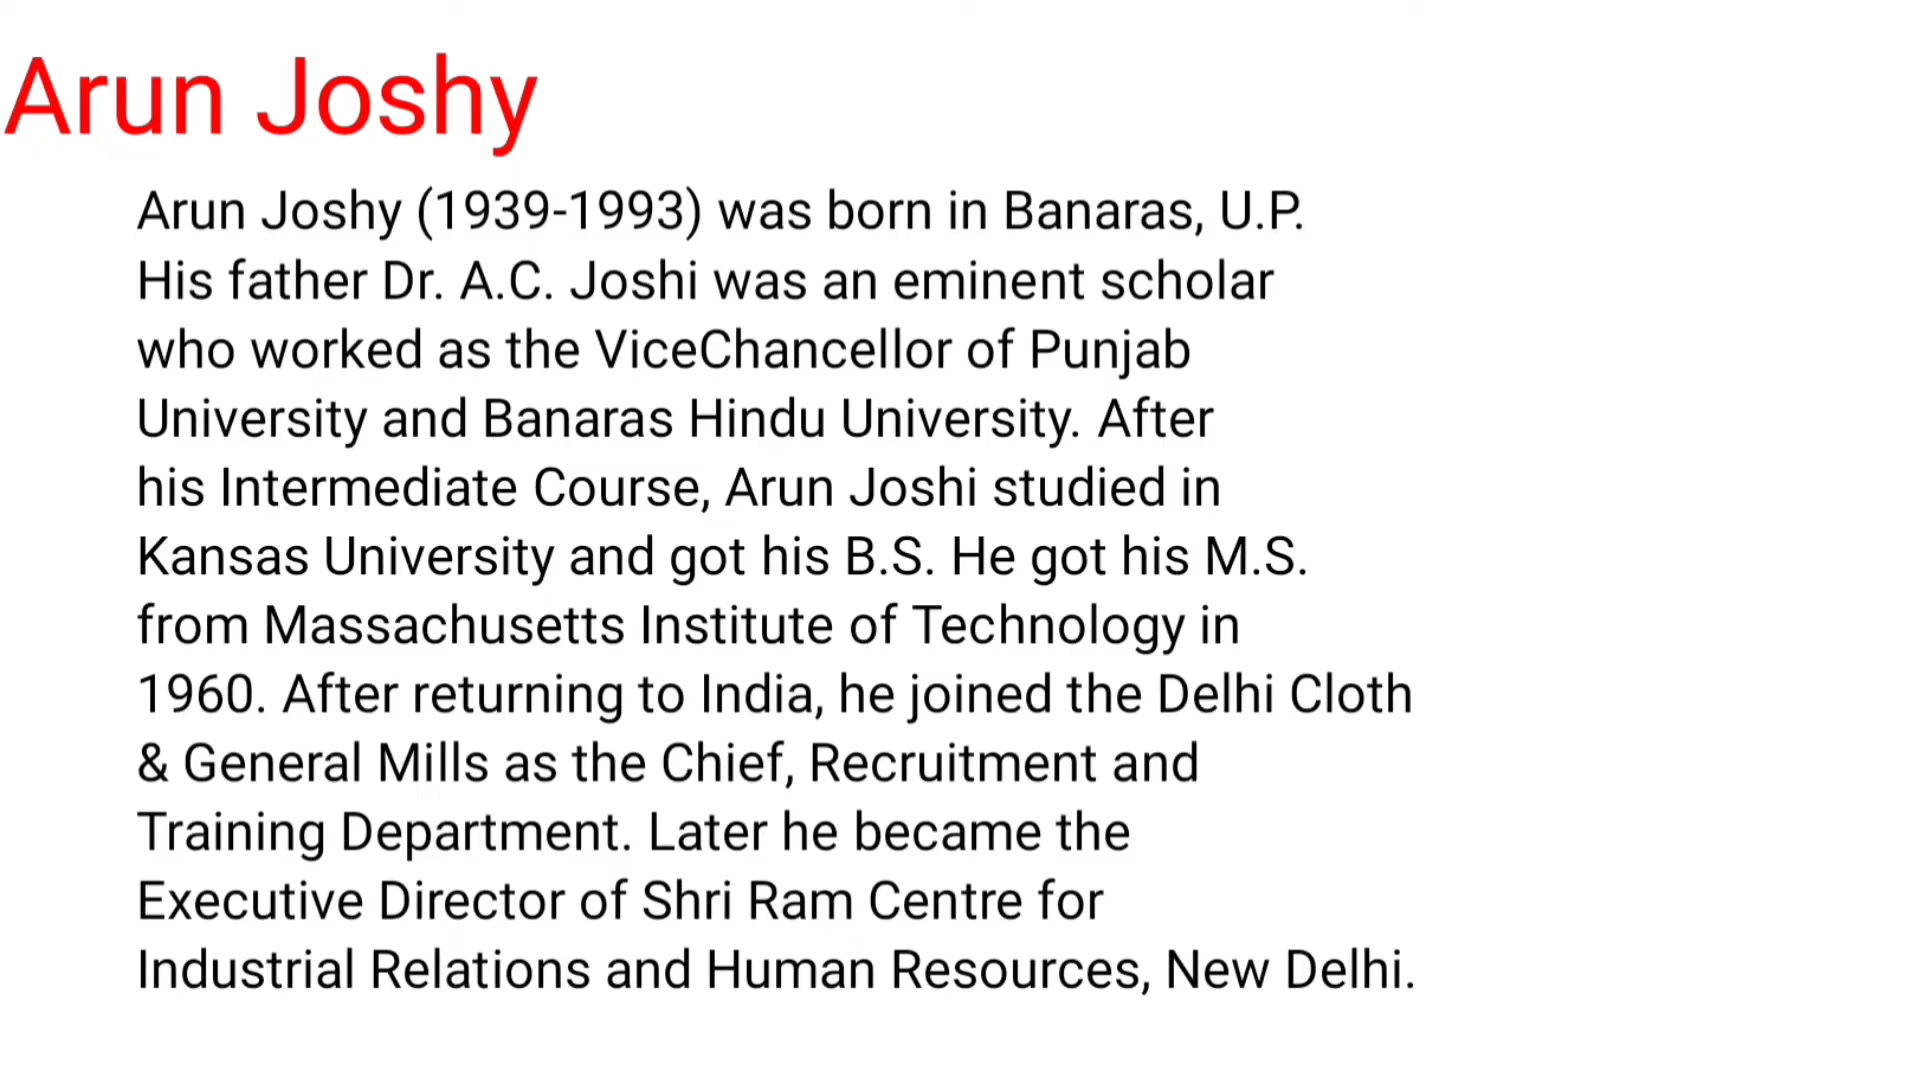 Arun Joshy
Arun Joshy (1939-1993) was born in Banaras, U.P.
His father Dr. A.C. Joshi was an eminent scholar
who worked as the ViceChancellor of Punjab
University and Banaras Hindu University. After
his Intermediate Course, Arun Joshi studied in
Kansas University and got his B.S. He got his M.S.
from Massachusetts Institute of Technology in
1960. After returning to India, he joined the Delhi Cloth
& General Mills as the Chief, Recruitment and
Training Department. Later he became the
Executive Director of Shri Ram Centre for
Industrial Relations and Human Resources, New Delhi.